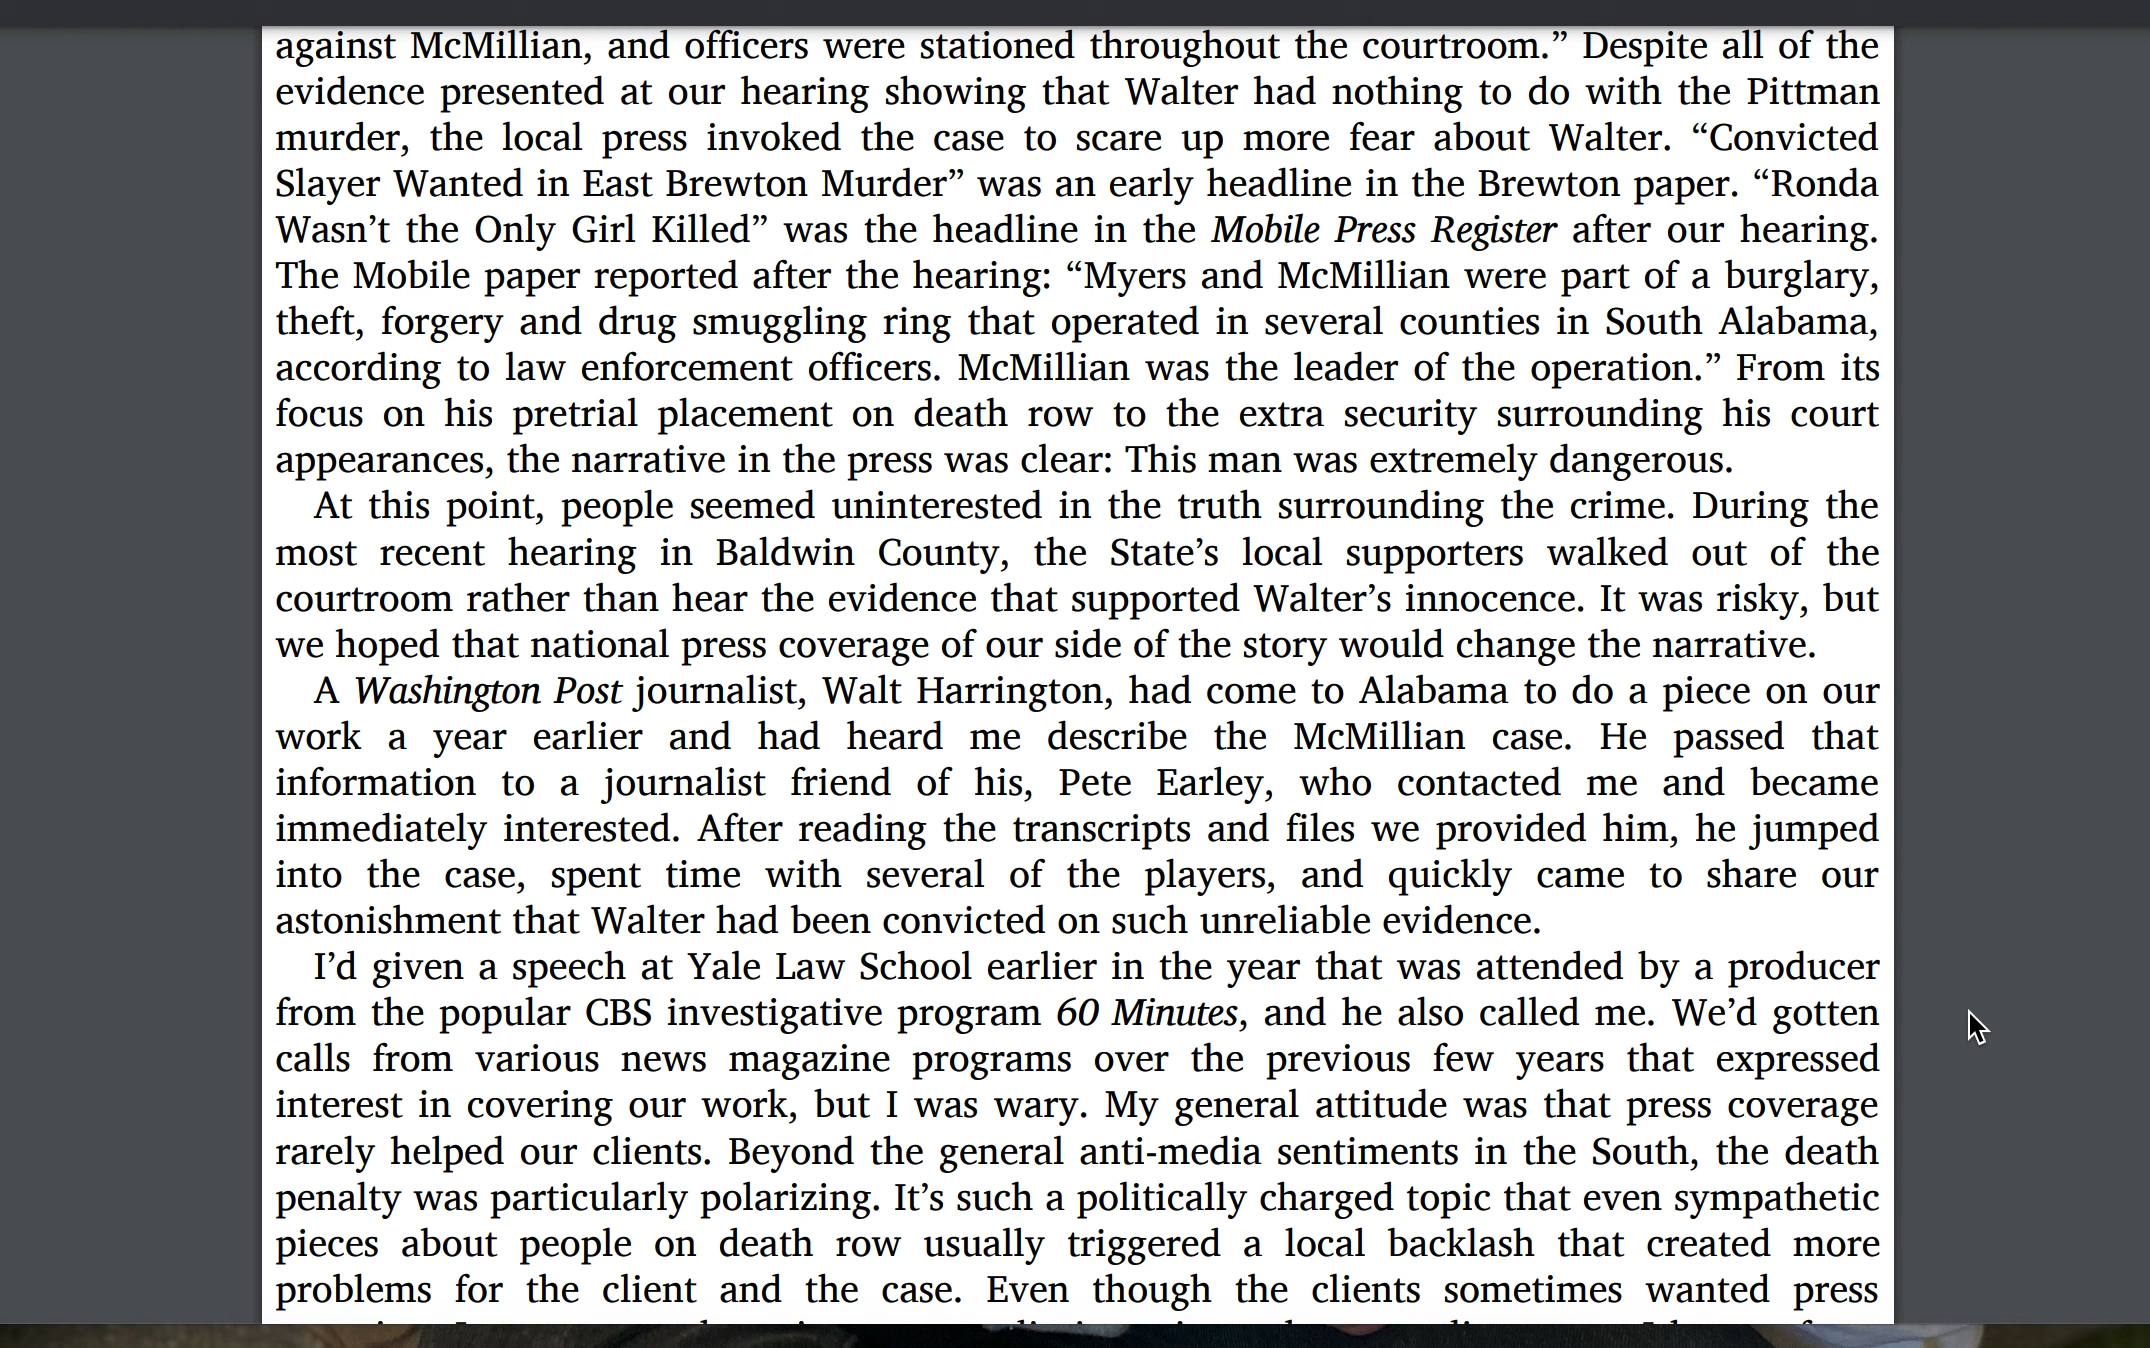 against McMillian, and officers were stationed throughout the courtroom.” Despite all of the
evidence presented at our hearing showing that Walter had nothing to do with the Pittman
murder, the local press invoked the case to scare up more fear about Walter. “Convicted
Slayer Wanted in East Brewton Murder” was an early headline in the Brewton paper. “Ronda
Wasn’t the Only Girl Killed” was the headline in the Mobile Press Register after our hearing.
The Mobile paper reported after the hearing: “Myers and McMillian were part of a burglary,
theft, forgery and drug smuggling ring that operated in several counties in South Alabama,
according to law enforcement officers. McMillian was the leader of the operation.” From its
focus on his pretrial placement on death row to the extra security surrounding his court
appearances, the narrative in the press was clear: This man was extremely dangerous.
At this point, people seemed uninterested in the truth surrounding the crime. During the
most recent hearing in Baldwin County, the State’s local supporters walked out of the
courtroom rather than hear the evidence that supported Walter’s innocence. It was risky, but
we hoped that national press coverage of our side of the story would change the narrative.
A Washington Post journalist, Walt Harrington, had come to Alabama to do a piece on our
work a year earlier and had heard me describe the McMillian case. He passed that
information to a journalist friend of his, Pete Earley, who contacted me and became
immediately interested. After reading the transcripts and files we provided him, he jumped
into the case, spent time with several of the players, and quickly came to share our
astonishment that Walter had been convicted on such unreliable evidence.
I’d given a speech at Yale Law School earlier in the year that was attended by a producer
from the popular CBS investigative program 60 Minutes, and he also called me. We’d gotten
calls from various news magazine programs over the previous few years that expressed
interest in covering our work, but I was wary. My general attitude was that press coverage
rarely helped our clients. Beyond the general anti-media sentiments in the South, the death
penalty was particularly polarizing. It’s such a politically charged topic that even sympathetic
pieces about people on death row usually triggered a local backlash that created more
problems for the client and the case. Even though the clients sometimes wanted press